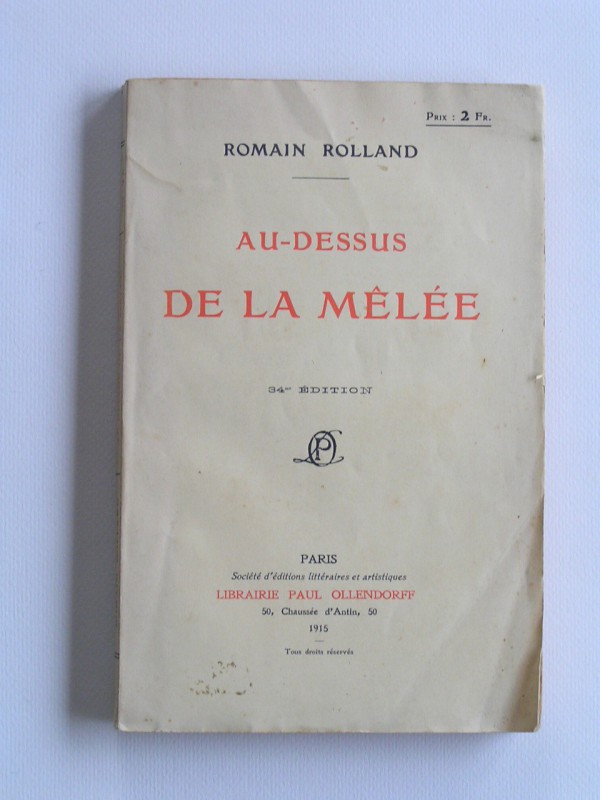 PRIX : 2 FR.
ROMAIN ROLLAND
AU-DESSUS
DE LA MÊLÉE
34me ÉDITION
PARIS
Société d'éditions littéraires et artistiques
LIBRAIRIE PAUL OLLENDORFF
50, Chaussée d'Antin, 50
1915
Tous droits réservés